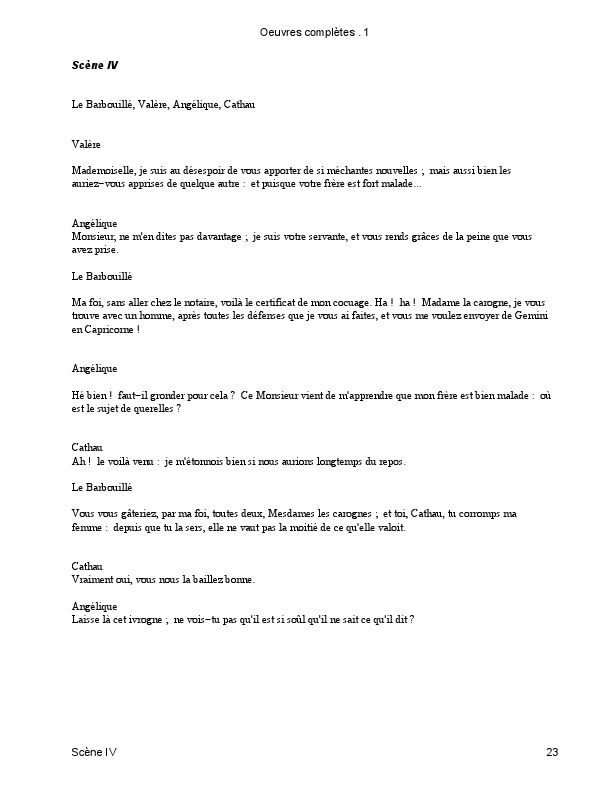 Oeuvres complètes . 1
Scène IV
Le Barbouillé, Valère, Angélique, Cathau
Valère
Mademoiselle, je suis au désespoir de vous apporter de si méchantes nouvelles ; mais aussi bien les
auriez−vous apprises de quelque autre : et puisque votre frère est fort malade...
Angélique
Monsieur, ne m'en dites pas davantage ; je suis votre servante, et vous rends grâces de la peine que vous
avez prise.
Le Barbouillé
Ma foi, sans aller chez le notaire, voilà le certificat de mon cocuage. Ha ! ha ! Madame la carogne, je vous
trouve avec un homme, après toutes les défenses que je vous ai faites, et vous me voulez envoyer de Gemini
en Capricorne !
Angélique
Hé bien ! faut−il gronder pour cela ? Ce Monsieur vient de m'apprendre que mon frère est bien malade : où
est le sujet de querelles ?
Cathau
Ah ! le voilà venu : je m'étonnois bien si nous aurions longtemps du repos.
Le Barbouillé
Vous vous gâteriez, par ma foi, toutes deux, Mesdames les carognes ; et toi, Cathau, tu corromps ma
femme : depuis que tu la sers, elle ne vaut pas la moitié de ce qu'elle valoit.
Cathau
Vraiment oui, vous nous la baillez bonne.
Angélique
Laisse là cet ivrogne ; ne vois−tu pas qu'il est si soûl qu'il ne sait ce qu'il dit ?
Scène IV
23